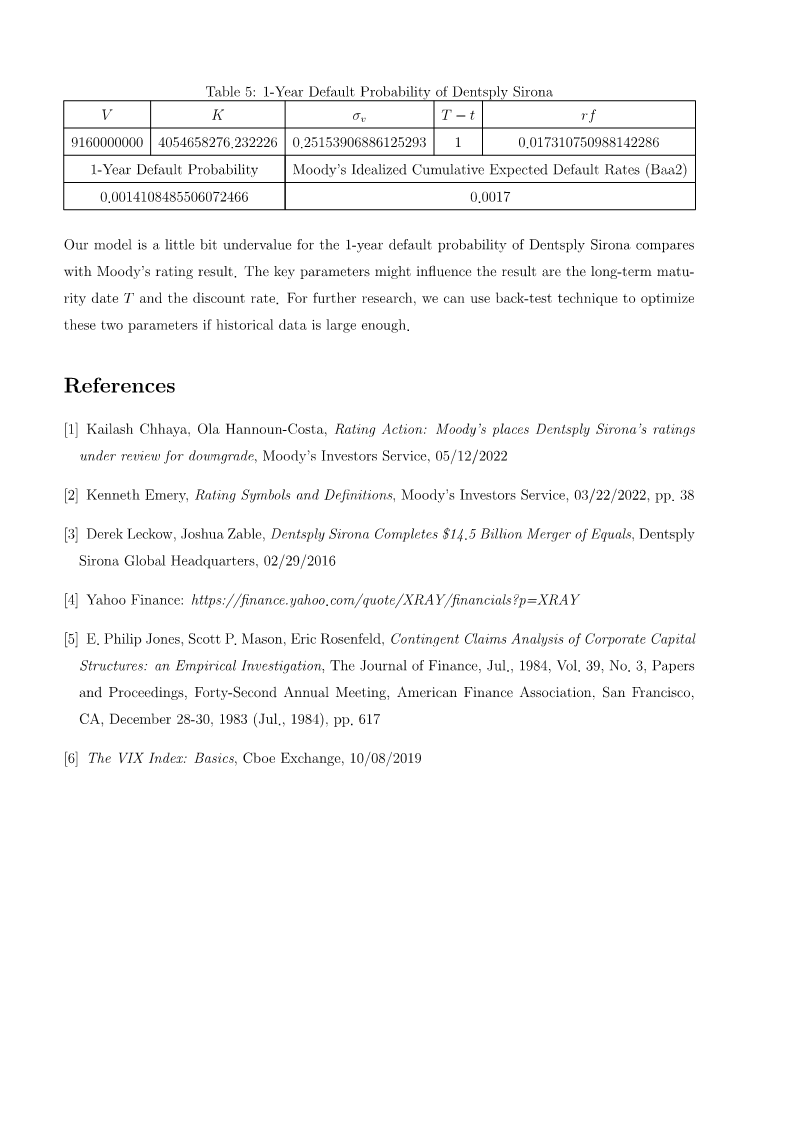 Table 5: 1-Year Default Probability of Dentsply Sirona
V K σv T − t rf
9160000000 4054658276.232226 0.25153906886125293 1 0.017310750988142286
1-Year Default Probability Moody's Idealized Cumulative Expected Default Rates (Baa2)
0.0014108485506072466 0.0017
Our model is a little bit undervalue for the 1-year default probability of Dentsply Sirona compares
with Moody's rating result. The key parameters might influence the result are the long-term matu-
rity date T and the discount rate. For further research, we can use back-test technique to optimize
these two parameters if historical data is large enough.
References
[1] Kailash Chhaya, Ola Hannoun-Costa, Rating Action: Moody's places Dentsply Sirona's ratings
under review for downgrade, Moody's Investors Service, 05/12/2022
[2] Kenneth Emery, Rating Symbols and Definitions, Moody's Investors Service, 03/22/2022, pp. 38
[3] Derek Leckow, Joshua Zable, Dentsply Sirona Completes $14.5 Billion Merger of Equals, Dentsply
Sirona Global Headquarters, 02/29/2016
[4] Yahoo Finance: https://finance.yahoo.com/quote/XRAY/financials?p=XRAY
[5] E. Philip Jones, Scott P. Mason, Eric Rosenfeld, Contingent Claims Analysis of Corporate Capital
Structures: an Empirical Investigation, The Journal of Finance, Jul., 1984, Vol. 39, No. 3, Papers
and Proceedings, Forty-Second Annual Meeting, American Finance Association, San Francisco,
CA, December 28-30, 1983 (Jul., 1984), pp. 617
[6] The VIX Index: Basics, Cboe Exchange, 10/08/2019